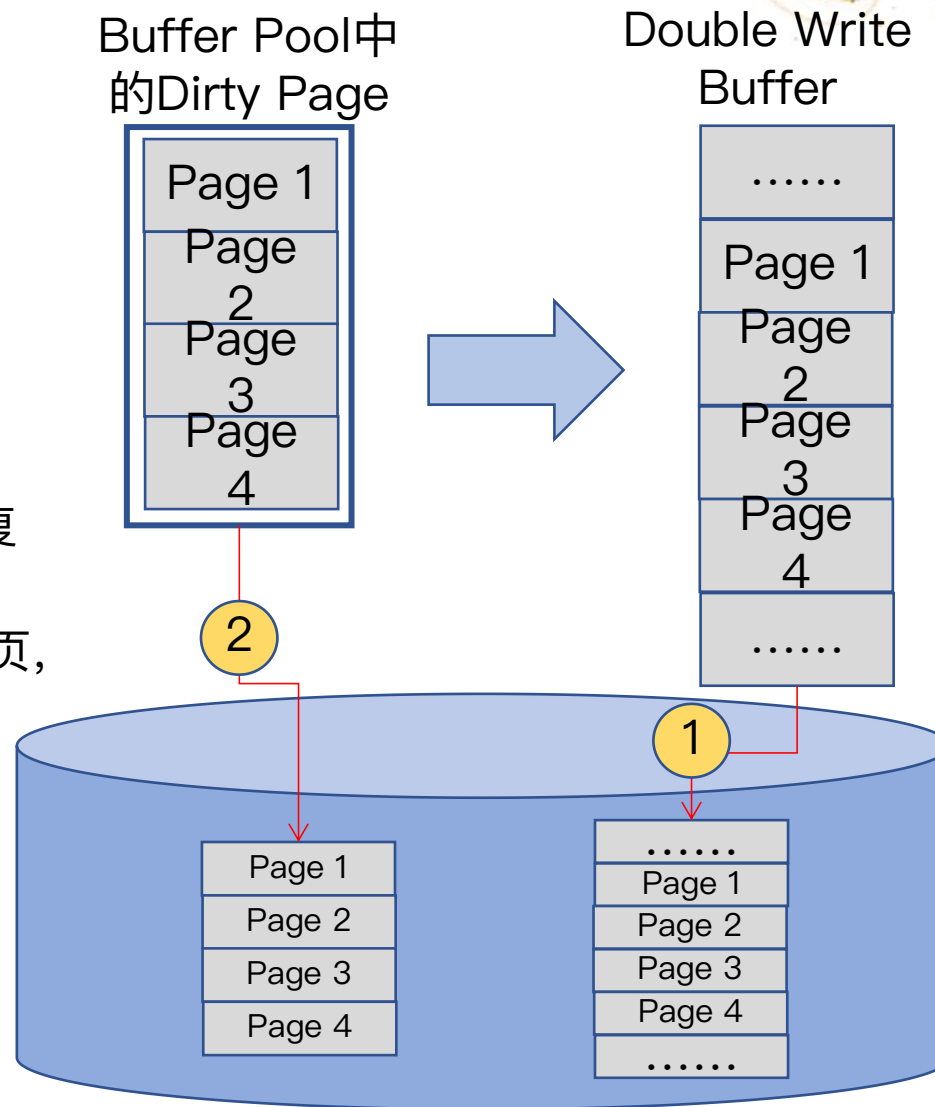 Buffer Pool中
的Dirty Page
Page 1
Page
2
Page
3
Page
4
Double Write
Buffer
……
Page 1
Page
2
Page
3
Page
4
……
页,
2
1
Page 1
Page 2
Page 3
Page 4
……
Page 1
Page 2
Page 3
Page 4
……